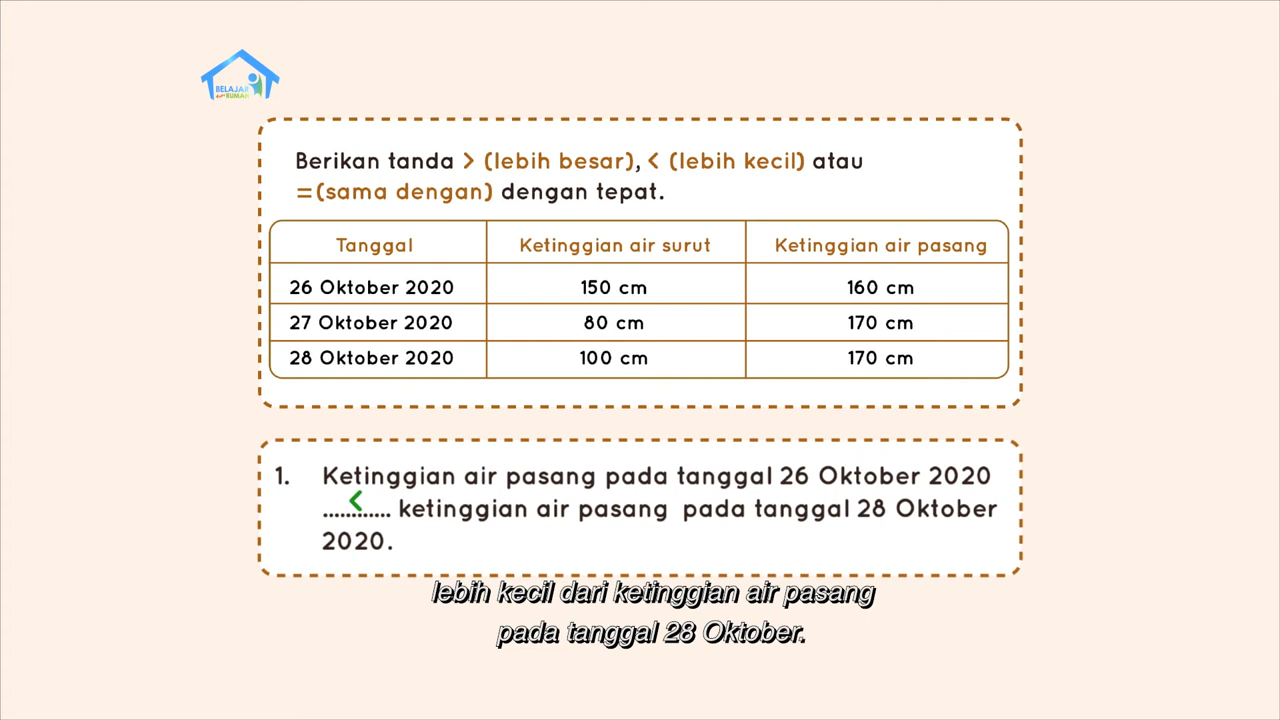 BELAJAR
dari RUMAH
Berikan tanda > (lebih besar), < (lebih kecil) atau
=(sama dengan) dengan tepat.
Tanggal Ketinggian air surut Ketinggian air pasang
26 Oktober 2020 150 cm 160 cm
27 Oktober 2020 80 cm 170 cm
28 Oktober 2020 100 cm 170 cm
1. Ketinggian air pasang pada tanggal 26 Oktober 2020
......<...... ketinggian air pasang pada tanggal 28 Oktober
2020.
lebih kecil dari ketinggian air pasang
pada tanggal 28 Oktober.